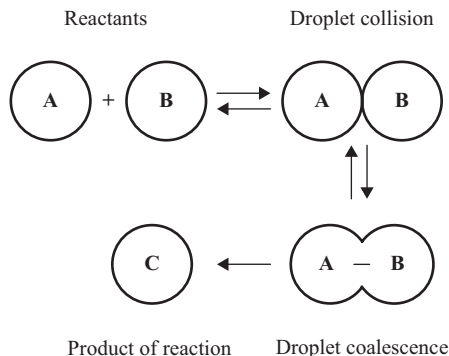 Reactants
Droplet collision
A + B
A B
C
A – B
Product of reaction
Droplet coalescence